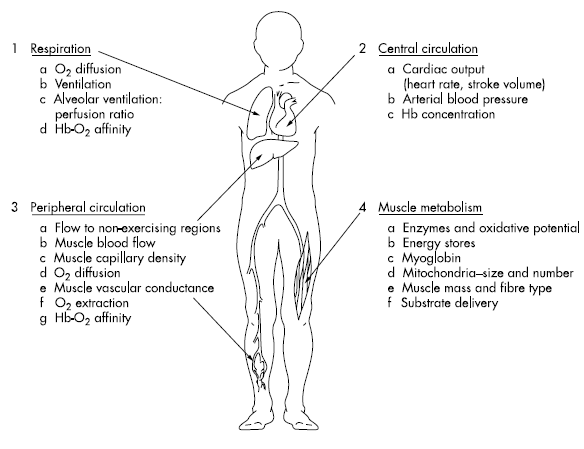 1 Respiration
a O2 diffusion
b Ventilation
c Alveolar ventilation:
perfusion ratio
d Hb-O2 affinity
2 Central circulation
a Cardiac output
(heart rate, stroke volume)
b Arterial blood pressure
c Hb concentration
3 Peripheral circulation
a Flow to non-exercising regions
b Muscle blood flow
c Muscle capillary density
d O2 diffusion
e Muscle vascular conductance
f O2 extraction
g Hb-O2 affinity
4 Muscle metabolism
a Enzymes and oxidative potential
b Energy stores
c Myoglobin
d Mitochondria–size and number
e Muscle mass and fibre type
f Substrate delivery